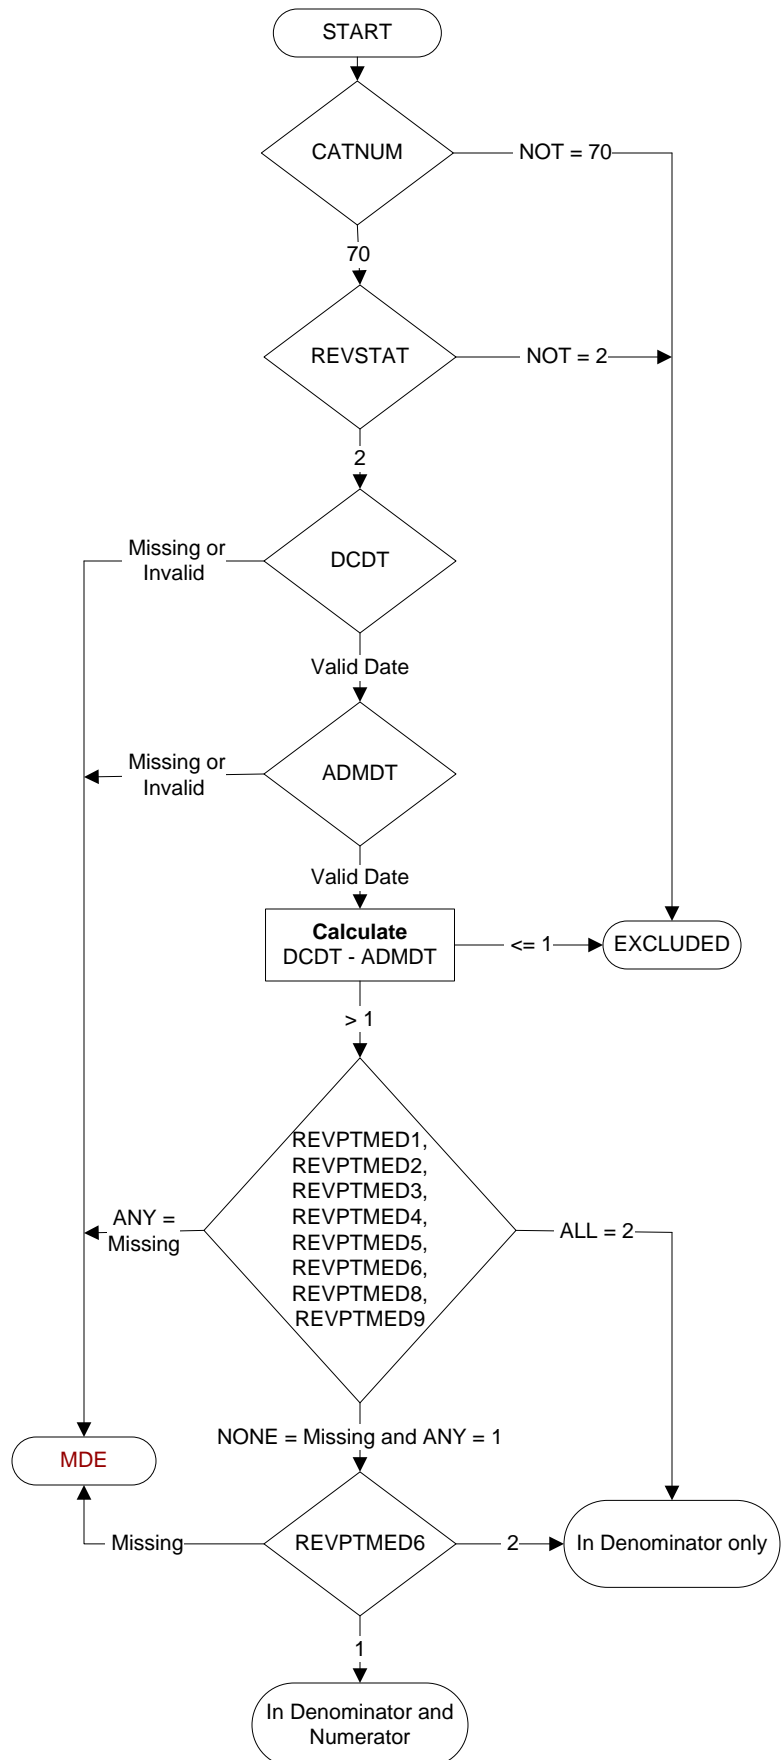 START
CATNUM
NOT = 70
70
REVSTAT
NOT = 2
2
Missing or
Invalid
DCDT
Valid Date
Missing or
Invalid
ADMDT
Valid Date
Calculate
DCDT - ADMDT
<= 1
EXCLUDED
> 1
REVPTMED1,
REVPTMED2,
REVPTMED3,
REVPTMED4,
REVPTMED5,
REVPTMED6,
REVPTMED8,
REVPTMED9
ANY =
Missing
ALL = 2
NONE = Missing and ANY = 1
MDE
Missing
REVPTMED6
2
In Denominator only
1
In Denominator and
Numerator